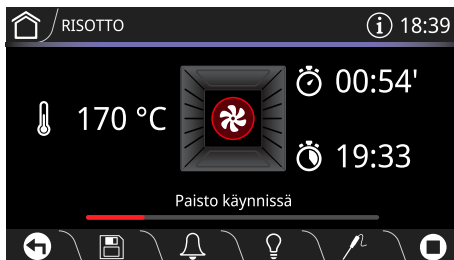 RISOTTO
18:39
170 °C
00:54'
19:33
Paisto käynnissä